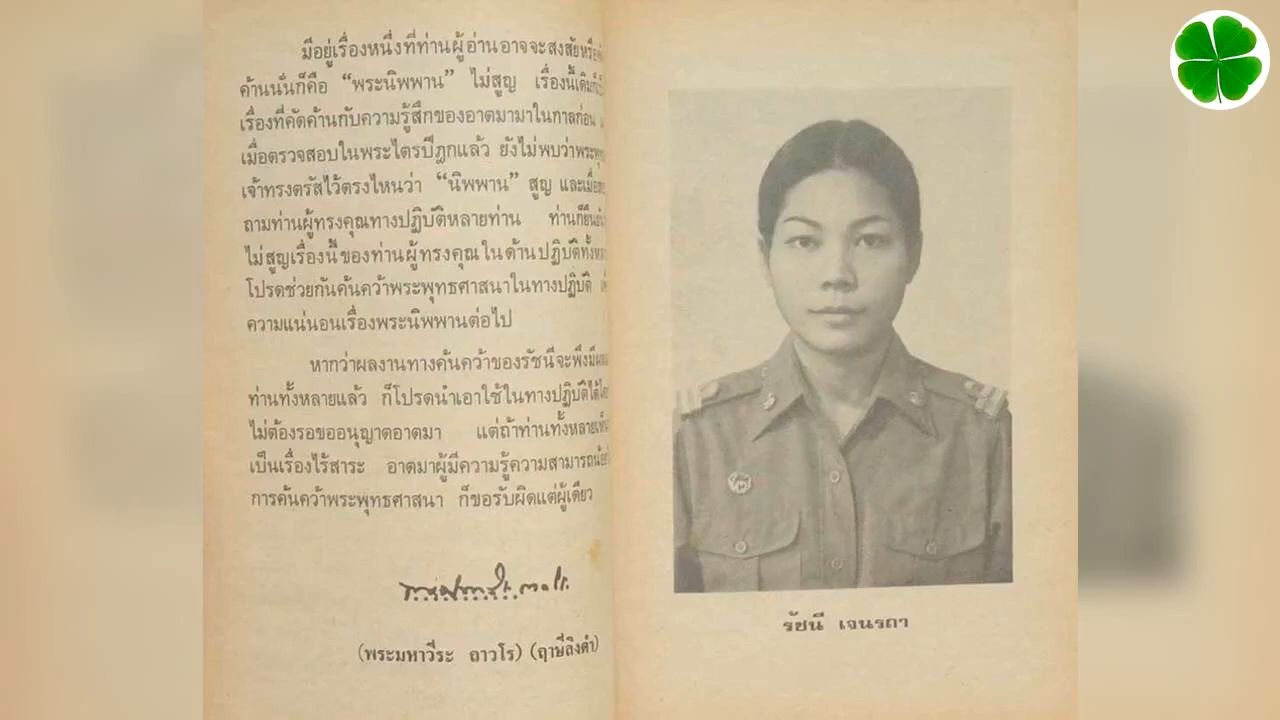 มีอยู่เรื่องหนึ่งที่ท่านผู้อ่านอาจจะสงสัยหรือ
ค้านนั่นก็คือ “พระนิพพาน” ไม่สูญ เรื่องนี้เดิมก็
เรื่องที่คัดค้านกับความรู้สึกของอาตมามาในกาลก่อน
เมื่อตรวจสอบในพระไตรปิฎกแล้ว ยังไม่พบว่าพระพุทธ
เจ้าทรงตรัสไว้ตรงไหนว่า “นิพพาน” สูญ และเมื่อ
ถามท่านผู้ทรงคุณทางปฏิบัติหลายท่าน ท่านก็ยืนยัน
ไม่สูญเรื่องนี้ของท่านผู้ทรงคุณในด้านปฏิบัติ
โปรดช่วยกันค้นคว้าพระพุทธศาสนาในทางปฏิบัติ
ความแน่นอนเรื่องพระนิพพานต่อไป
หากว่าผลงานทางค้นคว้าของรัชนีจะพึงมี
ท่านทั้งหลายแล้ว ก็โปรดนำเอาใช้ในทางปฏิบัติได้
ไม่ต้องรอขออนุญาตอาตมา แต่ถ้าท่านทั้งหลาย
เป็นเรื่องไร้สาระ อาตมาผู้มีความรู้ความสามารถ
การค้นคว้าพระพุทธศาสนา ก็ขอรับผิดแต่ผู้เดียว
(พระมหาวีระ ถาวโร) (ฤาษีลิงดำ)
รัชนี เจนรถา